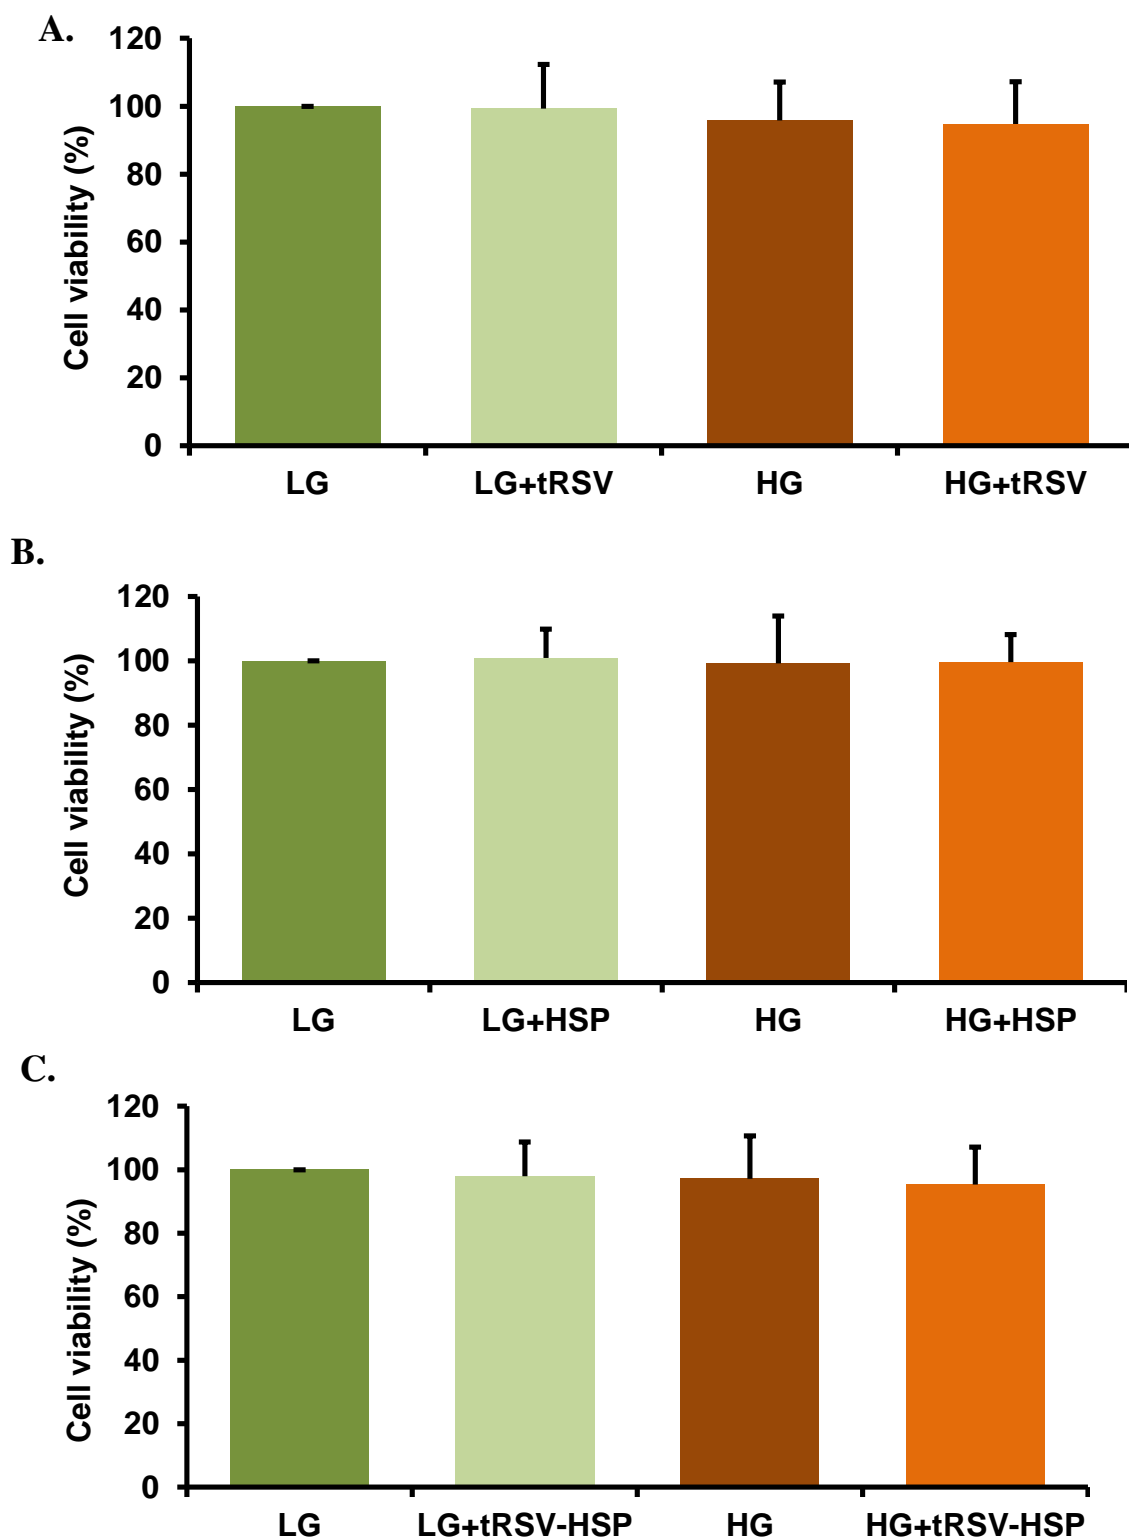 A.
120
100
80
60
40
20
0
Cell viability (%)
LG LG+tRSV HG HG+tRSV
B.
120
100
80
60
40
20
0
Cell viability (%)
LG LG+HSP HG HG+HSP
C.
120
100
80
60
40
20
0
Cell viability (%)
LG LG+tRSV-HSP HG HG+tRSV-HSP